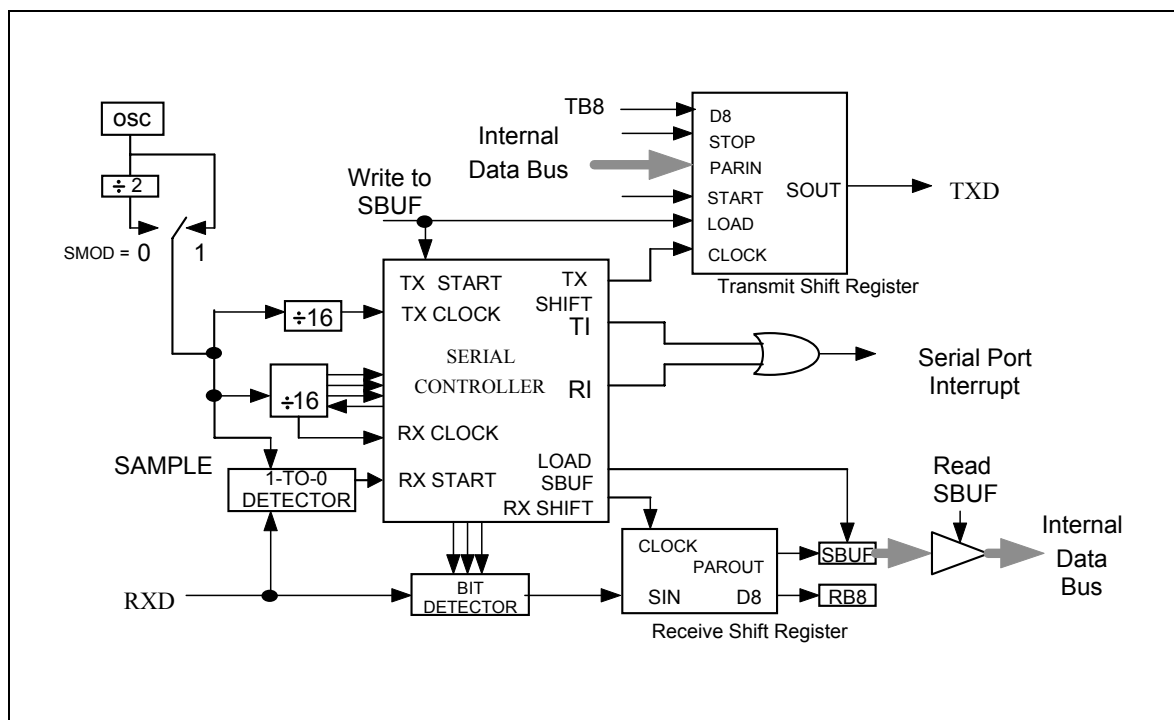 OSC
÷ 2
SMOD = 0 1
TB8
Internal
Data Bus
Write to
SBUF
D8
STOP
PARIN
START
LOAD
CLOCK
SOUT
TXD
Transmit Shift Register
÷16
÷16
TX START
TX CLOCK
SERIAL
CONTROLLER
RX CLOCK
RX START
TX
SHIFT
TI
RI
LOAD
SBUF
RX SHIFT
Serial Port
Interrupt
SAMPLE
1-TO-0
DETECTOR
RXD
BIT
DETECTOR
CLOCK
PAROUT
SIN
D8
Receive Shift Register
SBUF
RB8
Read
SBUF
Internal
Data
Bus